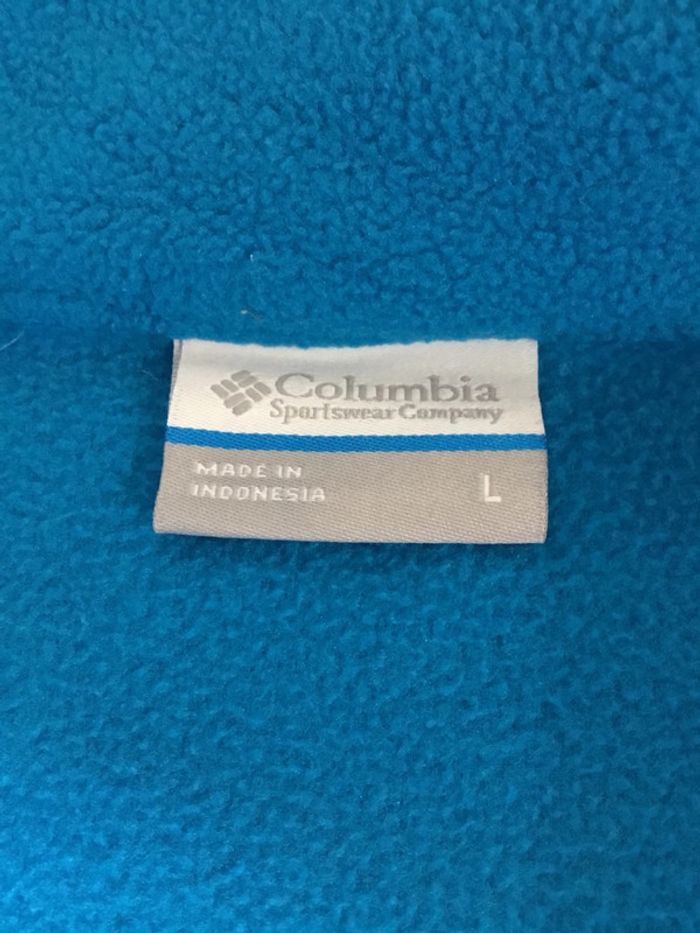 Columbia
Sportswear Company
MADE IN
INDONESIA
L